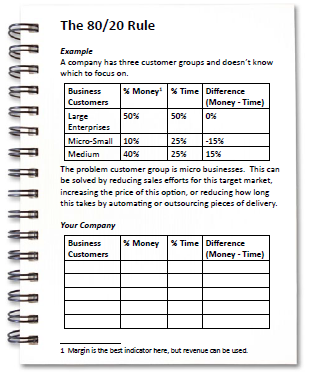 The 80/20 Rule
Example
A company has three customer groups and doesn't know
which to focus on.
Business Customers % Money¹ % Time Difference (Money - Time)
Large Enterprises 50% 50% 0%
Micro-Small 10% 25% -15%
Medium 40% 25% 15%
The problem customer group is micro businesses. This can
be solved by reducing sales efforts for this target market,
increasing the price of this option, or reducing how long
this takes by automating or outsourcing pieces of delivery.
Your Company
Business Customers % Money % Time Difference (Money - Time)
1 Margin is the best indicator here, but revenue can be used.